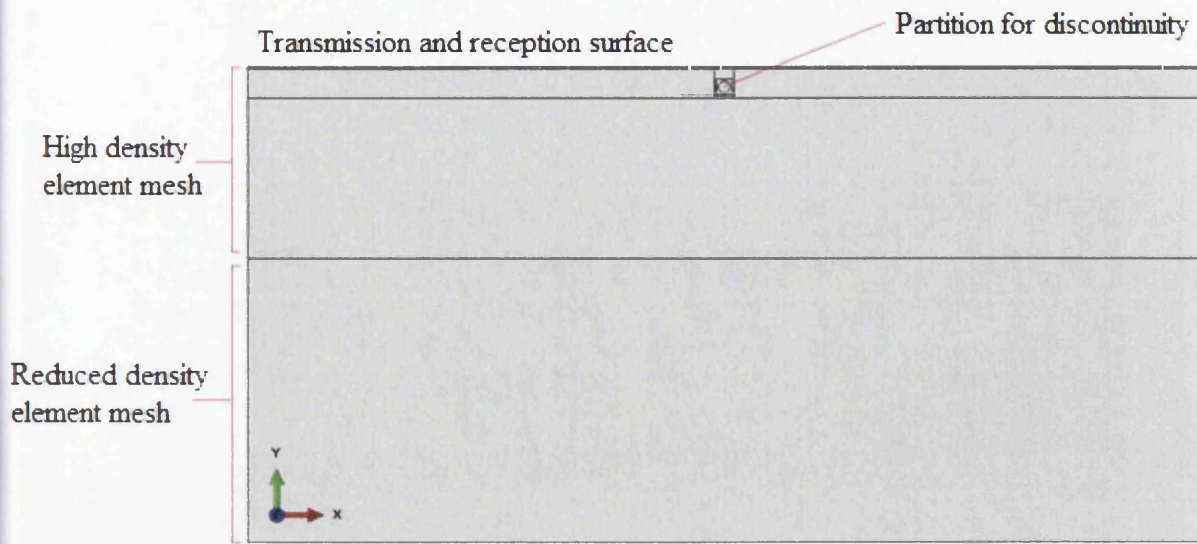 Partition for discontinuity
Transmission and reception surface
High density
element mesh
Reduced density
element mesh
Y
X